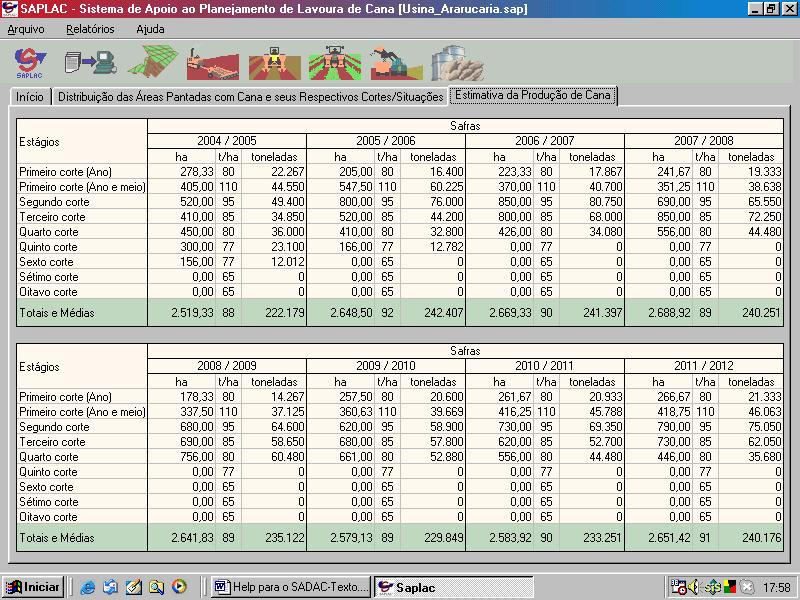 SAPLAC - Sistema de Apoio ao Planejamento de Lavoura de Cana [Usina_Ararucaria.sap]
Arquivo Relatórios Ajuda
SAPLAC
Início Distribuição das Áreas Pantadas com Cana e seus Respectivos Cortes/Situações Estimativa da Produção de Cana
Estágios Safras
2004 / 2005 2005 / 2006 2006 / 2007 2007 / 2008
ha t/ha toneladas ha t/ha toneladas ha t/ha toneladas ha t/ha toneladas
Primeiro corte (Ano) 278,33 80 22.267 205,00 80 16.400 223,33 80 17.867 241,67 80 19.333
Primeiro corte (Ano e meio) 405,00 110 44.550 547,50 110 60.225 370,00 110 40.700 351,25 110 38.638
Segundo corte 520,00 95 49.400 800,00 95 76.000 850,00 95 80.750 690,00 95 65.550
Terceiro corte 410,00 85 34.850 520,00 85 44.200 800,00 85 68.000 850,00 85 72.250
Quarto corte 450,00 80 36.000 410,00 80 32.800 426,00 80 34.080 556,00 80 44.480
Quinto corte 300,00 77 23.100 166,00 77 12.782 0,00 77 0 0,00 77 0
Sexto corte 156,00 77 12.012 0,00 65 0 0,00 65 0 0,00 65 0
Sétimo corte 0,00 65 0 0,00 65 0 0,00 65 0 0,00 65 0
Oitavo corte 0,00 65 0 0,00 65 0 0,00 65 0 0,00 65 0
Totais e Médias 2.519,33 88 222.179 2.648,50 92 242.407 2.669,33 90 241.397 2.688,92 89 240.251
Estágios Safras
2008 / 2009 2009 / 2010 2010 / 2011 2011 / 2012
ha t/ha toneladas ha t/ha toneladas ha t/ha toneladas ha t/ha toneladas
Primeiro corte (Ano) 178,33 80 14.267 257,50 80 20.600 261,67 80 20.933 266,67 80 21.333
Primeiro corte (Ano e meio) 337,50 110 37.125 360,63 110 39.669 416,25 110 45.788 418,75 110 46.063
Segundo corte 680,00 95 64.600 620,00 95 58.900 730,00 95 69.350 790,00 95 75.050
Terceiro corte 690,00 85 58.650 680,00 85 57.800 620,00 85 52.700 730,00 85 62.050
Quarto corte 756,00 80 60.480 661,00 80 52.880 556,00 80 44.480 446,00 80 35.680
Quinto corte 0,00 77 0 0,00 77 0 0,00 77 0 0,00 77 0
Sexto corte 0,00 65 0 0,00 65 0 0,00 65 0 0,00 65 0
Sétimo corte 0,00 65 0 0,00 65 0 0,00 65 0 0,00 65 0
Oitavo corte 0,00 65 0 0,00 65 0 0,00 65 0 0,00 65 0
Totais e Médias 2.641,83 89 235.122 2.579,13 89 229.849 2.583,92 90 233.251 2.651,42 91 240.176
Iniciar Help para o SADAC-Texto.... Saplac 17:58